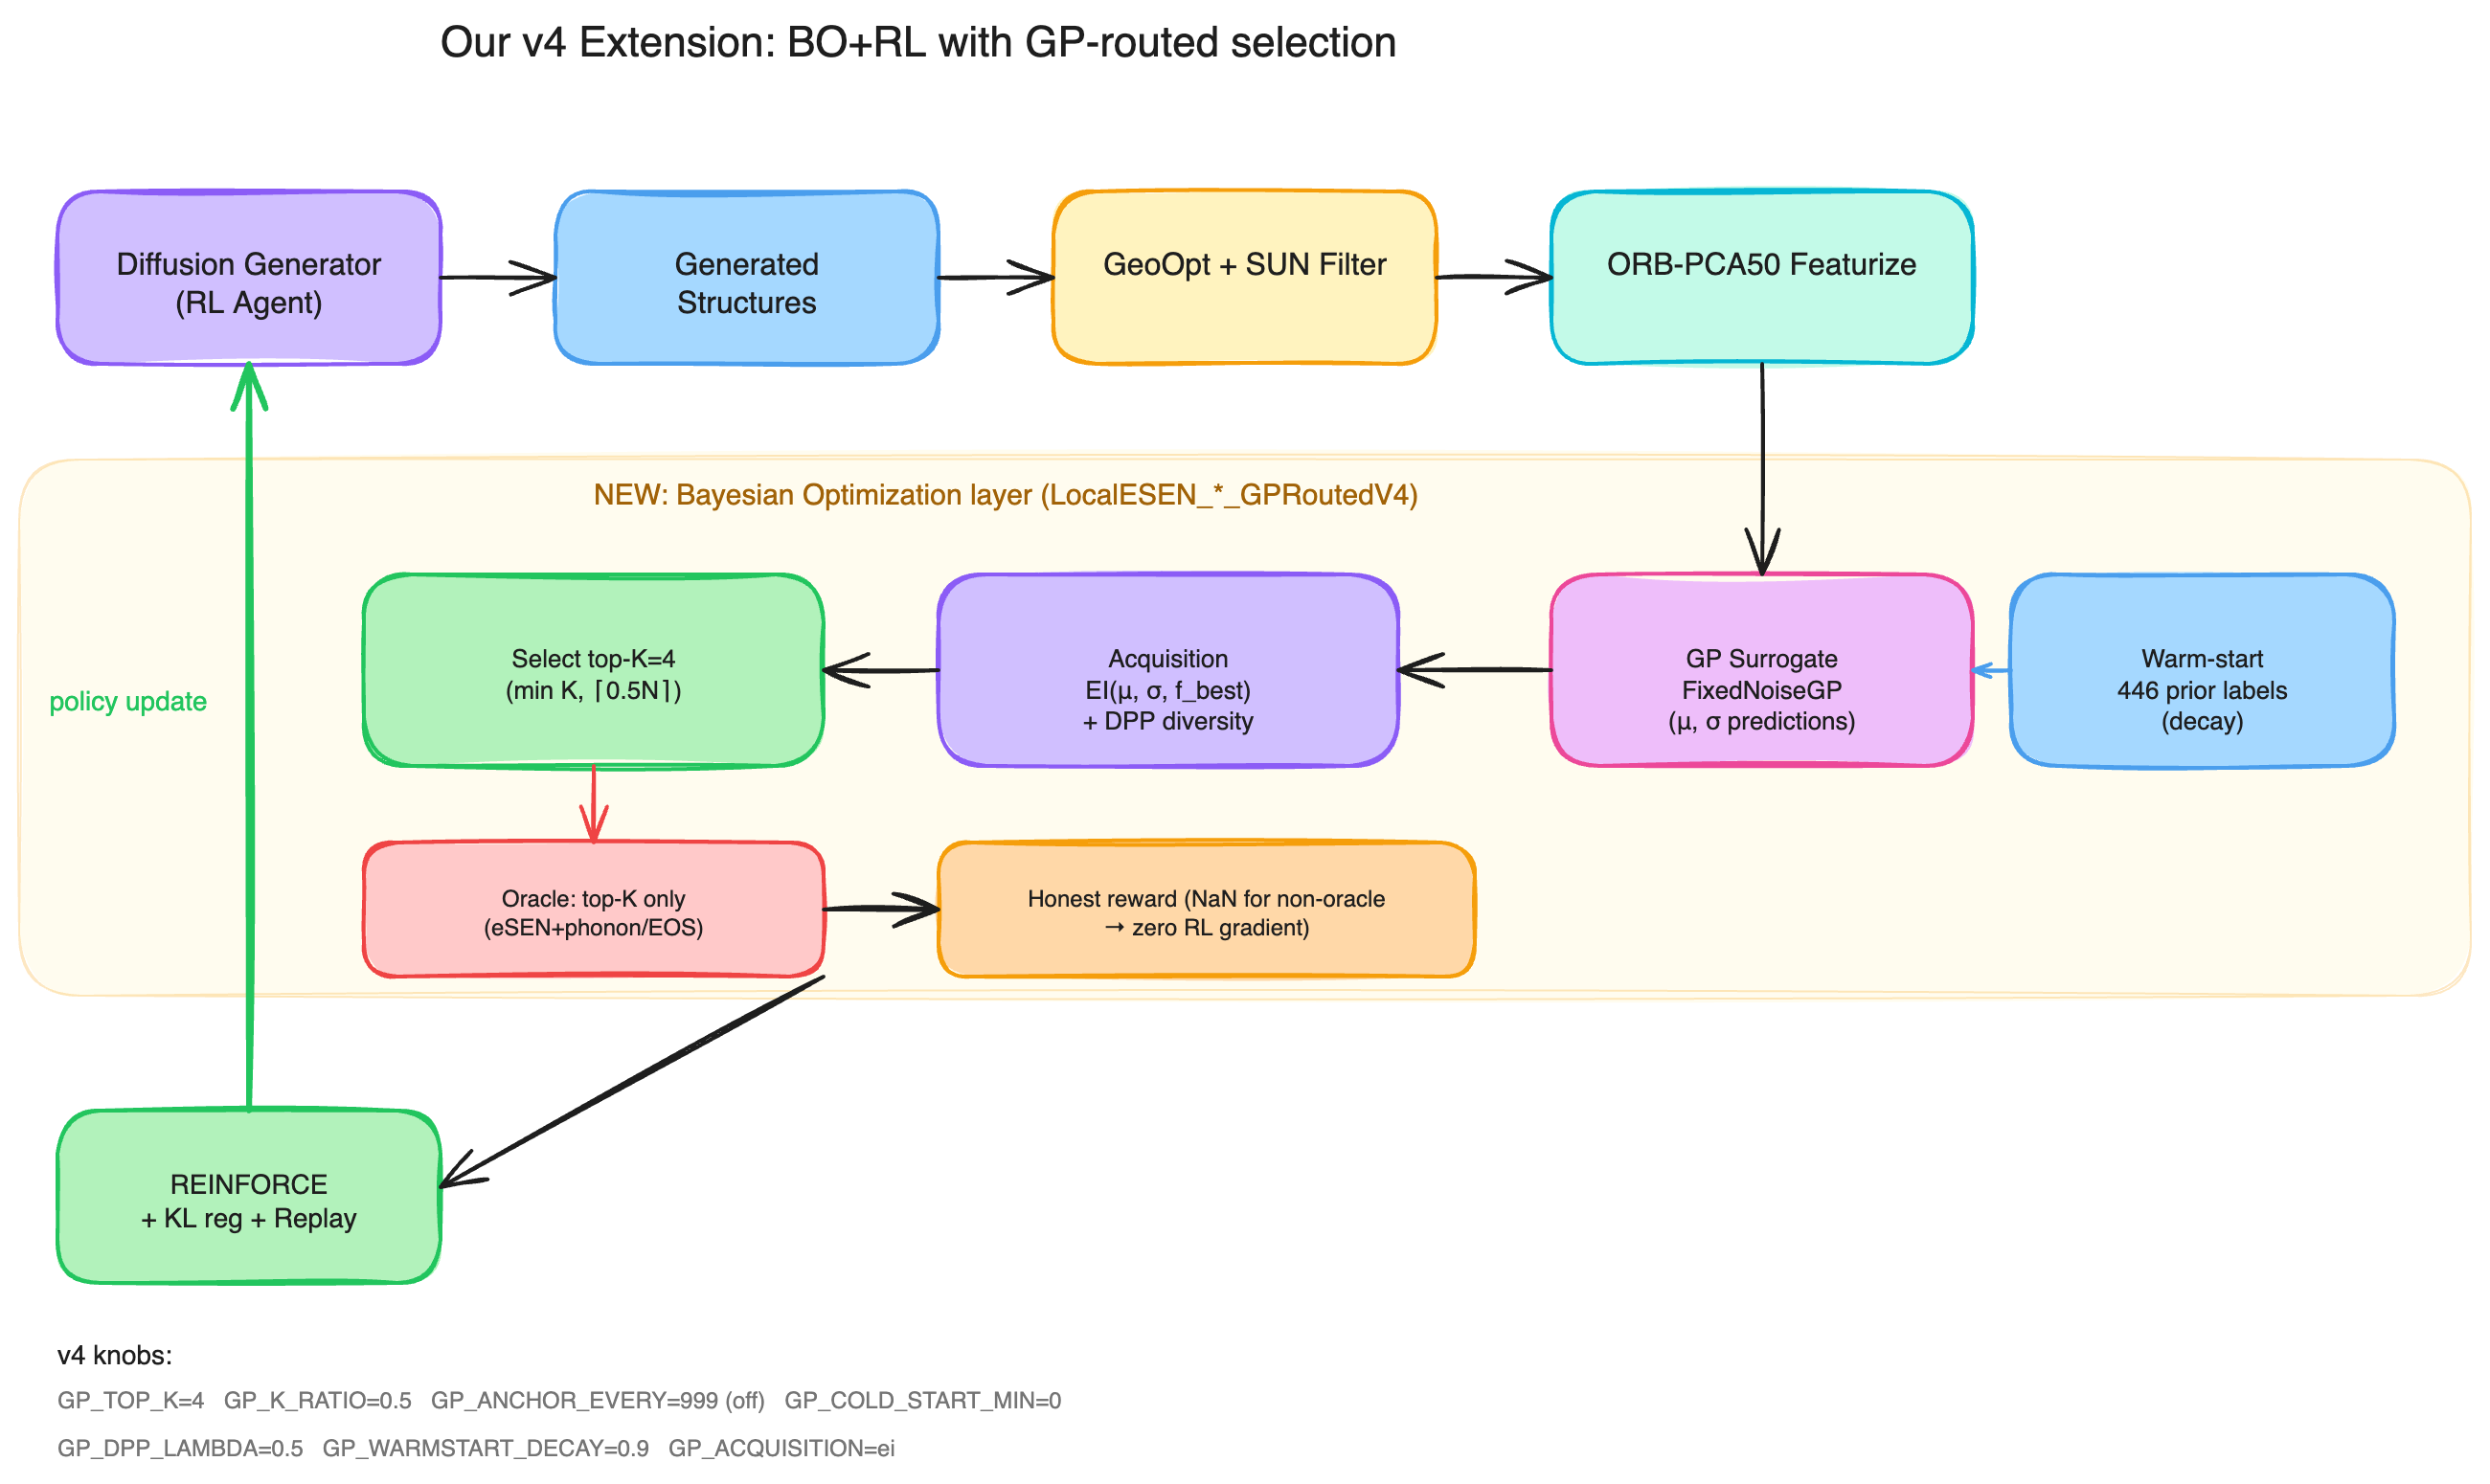 Our v4 Extension: BO+RL with GP-routed selection
Diffusion Generator
(RL Agent)
Generated
Structures
GeoOpt + SUN Filter
ORB-PCA50 Featurize
NEW: Bayesian Optimization layer (LocalESEN_*_GPRoutedV4)
Select top-K=4
(min K, ⌈0.5N⌉)
Acquisition
EI(μ, σ, f_best)
+ DPP diversity
GP Surrogate
FixedNoiseGP
(μ, σ predictions)
Warm-start
446 prior labels
(decay)
policy update
Oracle: top-K only
(eSEN+phonon/EOS)
Honest reward (NaN for non-oracle
→ zero RL gradient)
REINFORCE
+ KL reg + Replay
v4 knobs:
GP_TOP_K=4 GP_K_RATIO=0.5 GP_ANCHOR_EVERY=999 (off) GP_COLD_START_MIN=0
GP_DPP_LAMBDA=0.5 GP_WARMSTART_DECAY=0.9 GP_ACQUISITION=ei